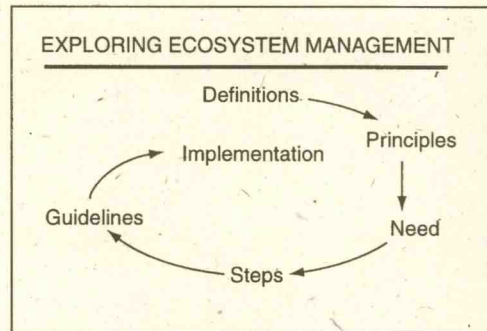 EXPLORING ECOSYSTEM MANAGEMENT
Definitions
Principles
Need
Steps
Guidelines
Implementation